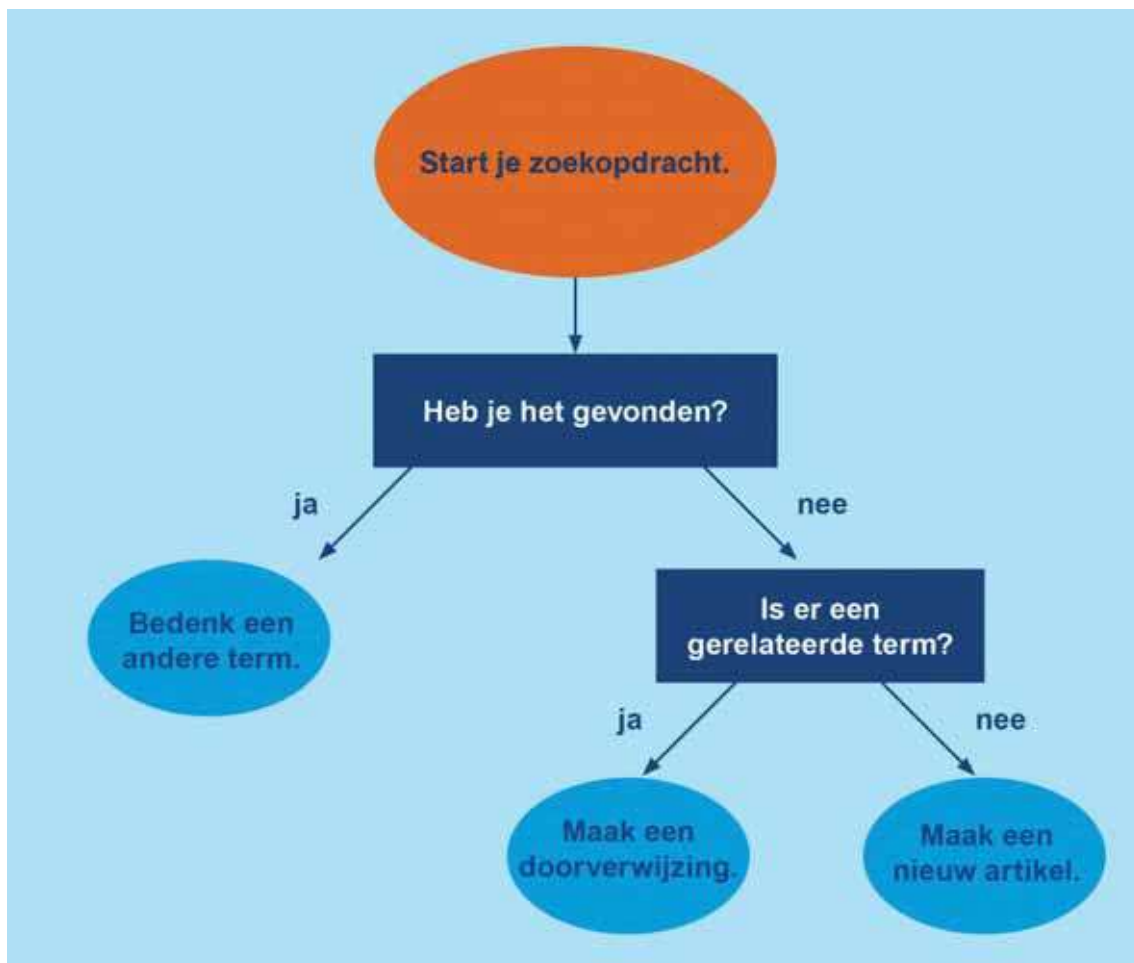 Start je zoekopdracht.
Heb je het gevonden?
ja
nee
Bedenk een
andere term.
Is er een
gerelateerde term?
ja
nee
Maak een
doorverwijzing.
Maak een
nieuw artikel.